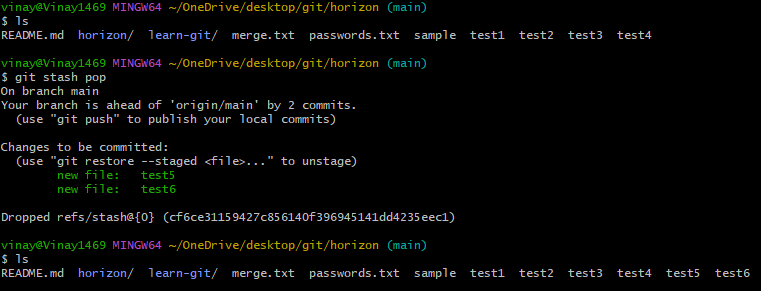 vinay@Vinay1469 MINGW64 ~/OneDrive/desktop/git/horizon (main)
$ ls
README.md  horizon/  learn-git/  merge.txt  passwords.txt  sample  test1  test2  test3  test4
vinay@Vinay1469 MINGW64 ~/OneDrive/desktop/git/horizon (main)
$ git stash pop
On branch main
Your branch is ahead of 'origin/main' by 2 commits.
  (use "git push" to publish your local commits)
Changes to be committed:
  (use "git restore --staged <file>..." to unstage)
        new file:   test5
        new file:   test6
Dropped refs/stash@{0} (cf6ce31159427c856140f396945141dd4235eec1)
vinay@Vinay1469 MINGW64 ~/OneDrive/desktop/git/horizon (main)
$ ls
README.md  horizon/  learn-git/  merge.txt  passwords.txt  sample  test1  test2  test3  test4  test5  test6